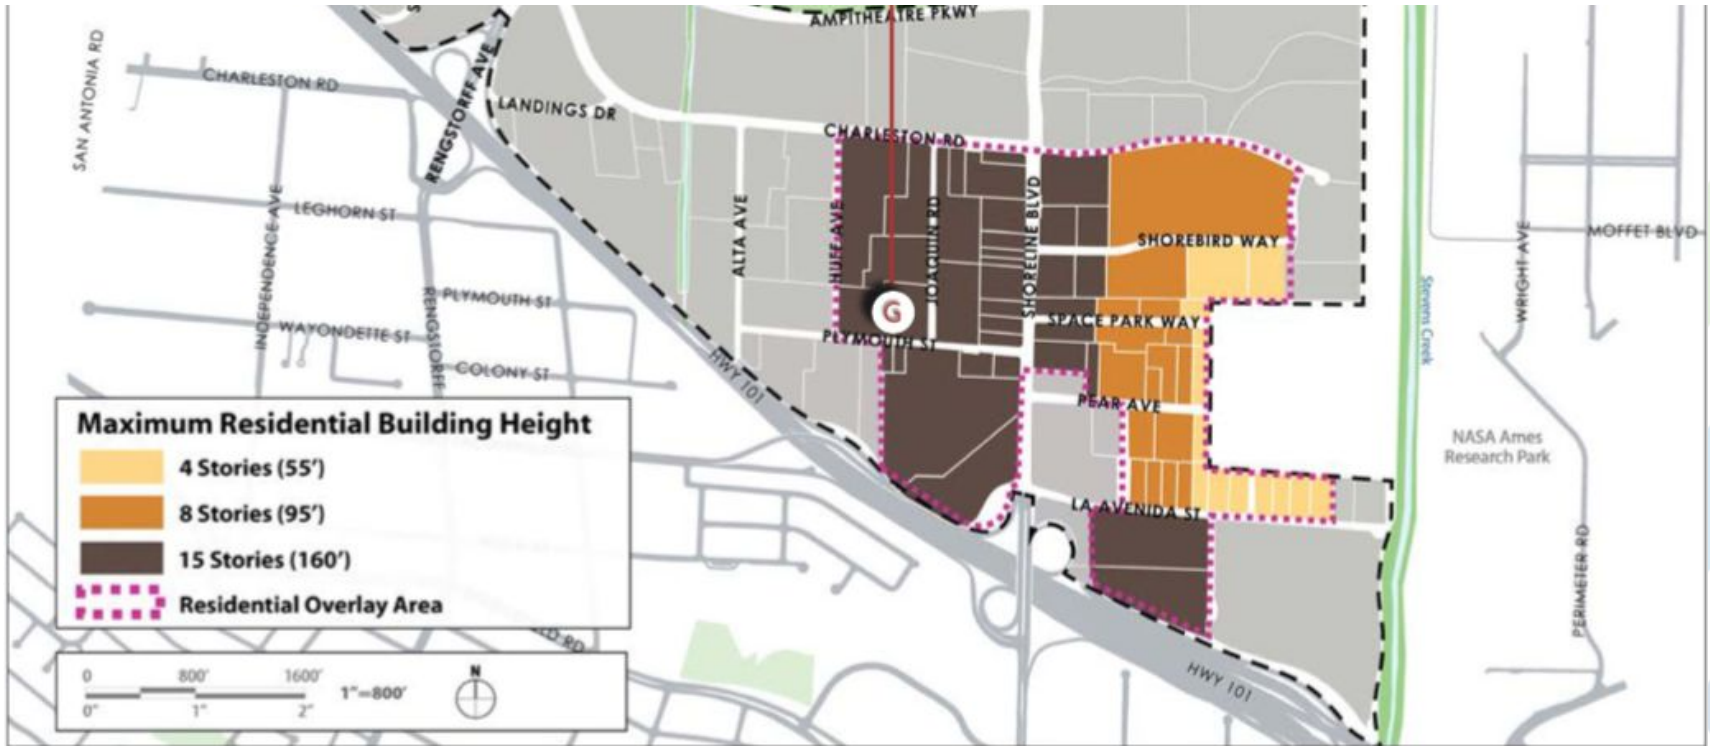 S
AMPITHEATRE PKWY
SAN ANTONIA RD
CHARLESTON RD
RENGSTORFF AVE
LANDINGS DR
CHARLESTON RD
INDEPENDENCE AVE
LEGHORN ST
ALTA AVE
HUFF AVE
JOAQUIN RD
SHORELINE BLVD
SHOREBIRD WAY
WRIGHT AVE
MOFFET BLVD
Stevens Creek
RENGSTORFF
PLYMOUTH ST
G
SPACE PARK WAY
WAYONDETTE ST
PLYMOUTH ST
COLONY ST
HWY 101
PEAR AVE
NASA Ames
Research Park
LA AVENIDA ST
PERIMETER RD
HWY 101
Maximum Residential Building Height
4 Stories (55')
8 Stories (95')
15 Stories (160')
Residential Overlay Area
RD
0 800' 1600'
1"=800'
0" 1" 2"
N